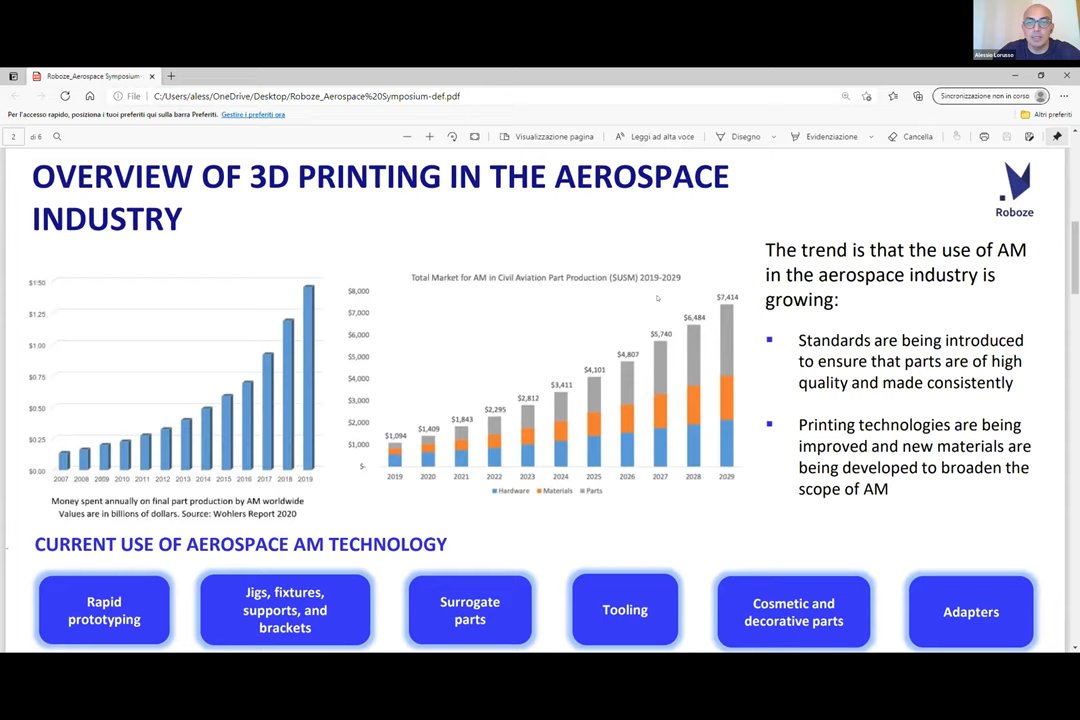 Alessio Lorusso
Roboze_Aerospace Symposium-
File C:/Users/aless/OneDrive/Desktop/Roboze_Aerospace%20Symposium-def.pdf
Sincronizzazione non in corso
Per l'accesso rapido, posiziona i tuoi preferiti qui sulla barra Preferiti. Gestire i preferiti ora
Altri preferiti
2 di 6
Visualizzazione pagina
Leggi ad alta voce
Disegno
Evidenziazione
Cancella
OVERVIEW OF 3D PRINTING IN THE AEROSPACE
INDUSTRY
Roboze
$1.50
$1.25
$1.00
$0.75
$0.50
$0.25
$0.00
2007 2008 2009 2010 2011 2012 2013 2014 2015 2016 2017 2018 2019
Money spent annually on final part production by AM worldwide
Values are in billions of dollars. Source: Wohlers Report 2020
Total Market for AM in Civil Aviation Part Production ($USM) 2019-2029
$8,000
$7,000
$6,000
$5,000
$4,000
$3,000
$2,000
$1,000
$-
$1,094 $1,409 $1,843 $2,295 $2,812 $3,411 $4,101 $4,807 $5,740 $6,484 $7,414
2019 2020 2021 2022 2023 2024 2025 2026 2027 2028 2029
Hardware Materials Parts
The trend is that the use of AM
in the aerospace industry is
growing:
Standards are being introduced
to ensure that parts are of high
quality and made consistently
Printing technologies are being
improved and new materials are
being developed to broaden the
scope of AM
CURRENT USE OF AEROSPACE AM TECHNOLOGY
Rapid
prototyping
Jigs, fixtures,
supports, and
brackets
Surrogate
parts
Tooling
Cosmetic and
decorative parts
Adapters